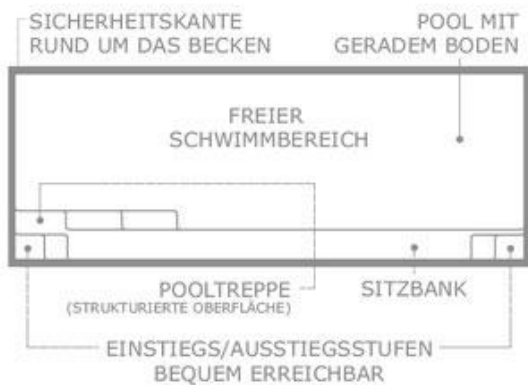 SICHERHEITSKANTE
RUND UM DAS BECKEN
POOL MIT
GERADEM BODEN
FREIER
SCHWIMMBEREICH
POOLTREPPE
(STRUKTURIERTE OBERFLÄCHE)
SITZBANK
EINSTIEGS/AUSSTIEGSSTUFEN
BEQUEM ERREICHBAR